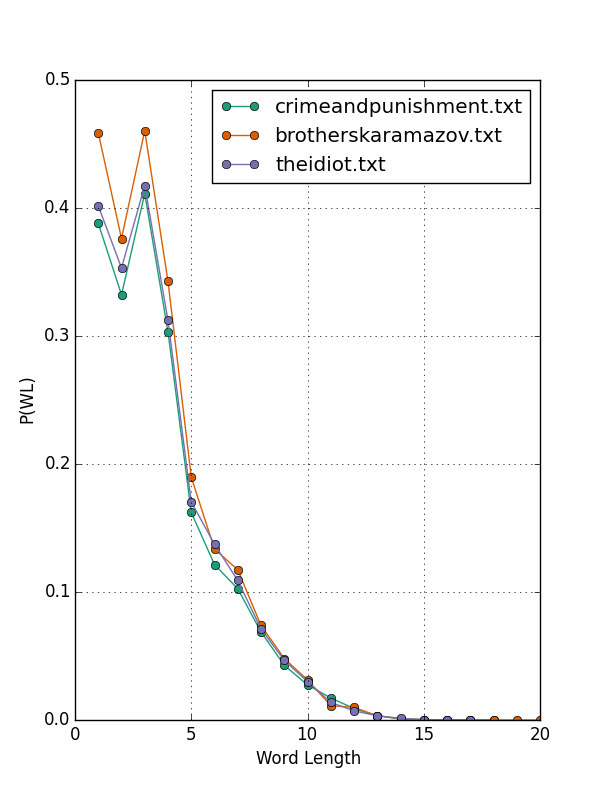 0.5
0.4
0.3
0.2
0.1
0.0
P(WL)
crimeandpunishment.txt
brotherskaramazov.txt
theidiot.txt
0 5 10 15 20
Word Length